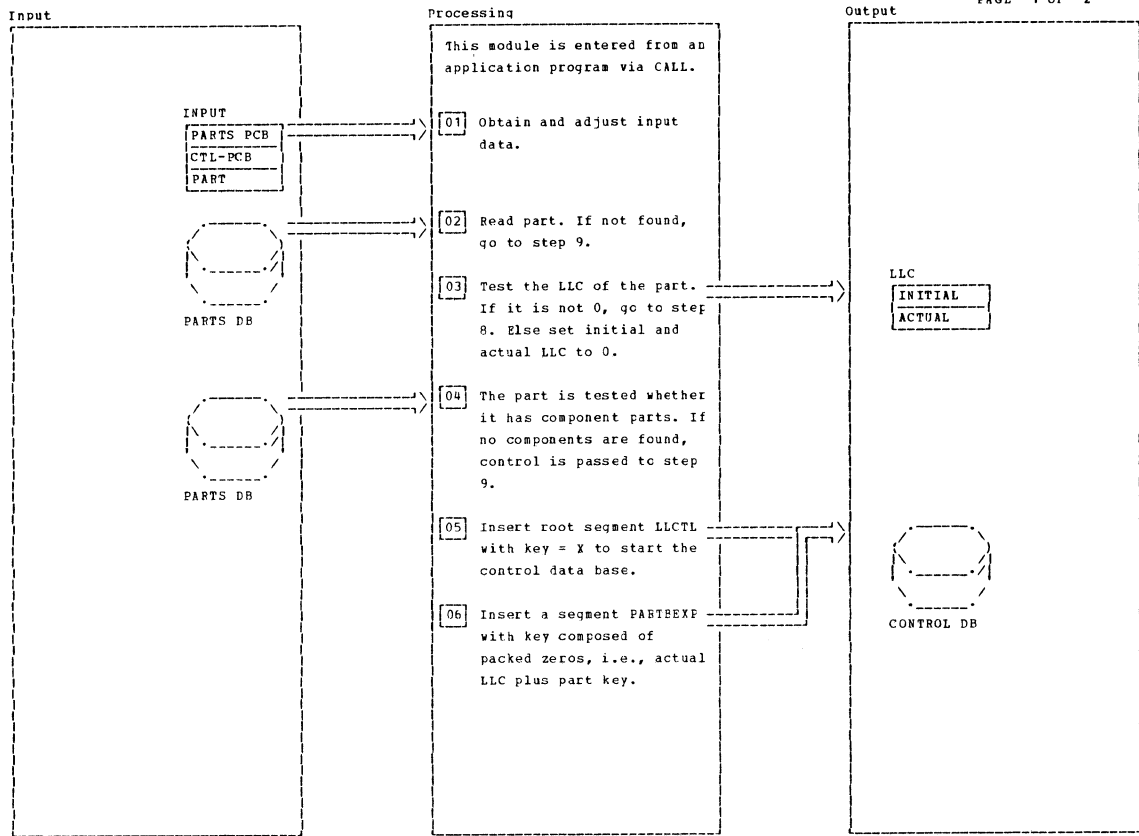 PAGE 1 OF 2
Input
Processing
Output
This module is entered from an
application program via CALL.
INPUT
PARTS PCB
CTL-PCB
PART
01 Obtain and adjust input
data.
02 Read part. If not found,
go to step 9.
PARTS DB
03 Test the LLC of the part.
If it is not 0, go to step
8. Else set initial and
actual LLC to 0.
LLC
INITIAL
ACTUAL
04 The part is tested whether
it has component parts. If
no components are found,
control is passed to step
9.
PARTS DB
05 Insert root segment LLCTL
with key = X to start the
control data base.
06 Insert a segment PARTBEXP
with key composed of
packed zeros, i.e., actual
LLC plus part key.
CONTROL DB